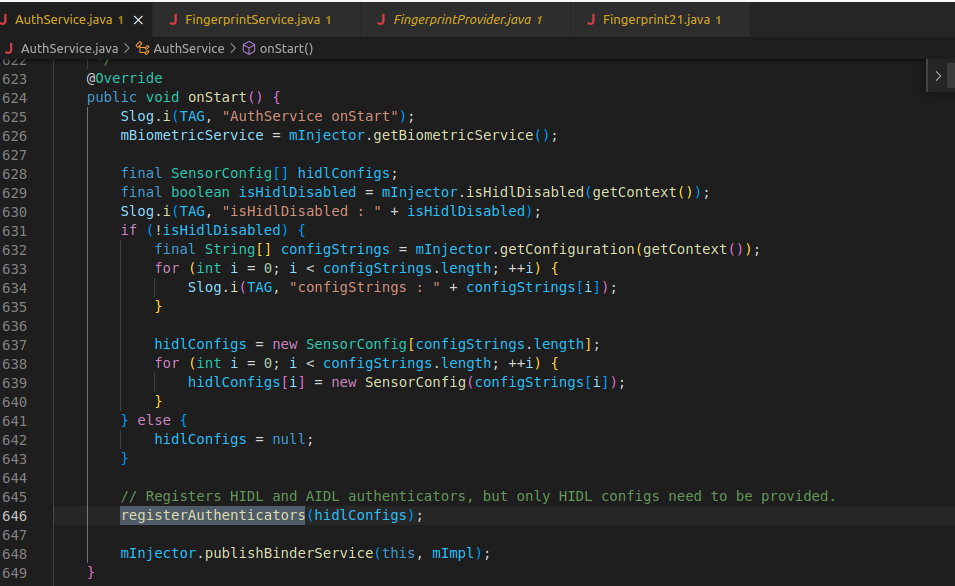 J AuthService.java 1 ×
J FingerprintService.java 1
J FingerprintProvider.java 1
J Fingerprint21.java 1
J AuthService.java > AuthService > onStart()
622 */
623 @Override
624 public void onStart() {
625 Slog.i(TAG, "AuthService onStart");
626 mBiometricService = mInjector.getBiometricService();
627
628 final SensorConfig[] hidlConfigs;
629 final boolean isHidlDisabled = mInjector.isHidlDisabled(getContext());
630 Slog.i(TAG, "isHidlDisabled : " + isHidlDisabled);
631 if (!isHidlDisabled) {
632 final String[] configStrings = mInjector.getConfiguration(getContext());
633 for (int i = 0; i < configStrings.length; ++i) {
634 Slog.i(TAG, "configStrings : " + configStrings[i]);
635 }
636
637 hidlConfigs = new SensorConfig[configStrings.length];
638 for (int i = 0; i < configStrings.length; ++i) {
639 hidlConfigs[i] = new SensorConfig(configStrings[i]);
640 }
641 } else {
642 hidlConfigs = null;
643 }
644
645 // Registers HIDL and AIDL authenticators, but only HIDL configs need to be provided.
646 registerAuthenticators(hidlConfigs);
647
648 mInjector.publishBinderService(this, mImpl);
649 }